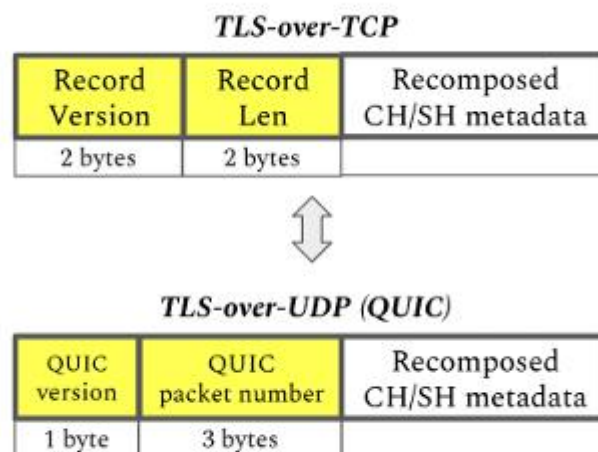 TLS-over-TCP
Record Version Record Len Recomposed CH/SH metadata
2 bytes 2 bytes
TLS-over-UDP (QUIC)
QUIC version QUIC packet number Recomposed CH/SH metadata
1 byte 3 bytes